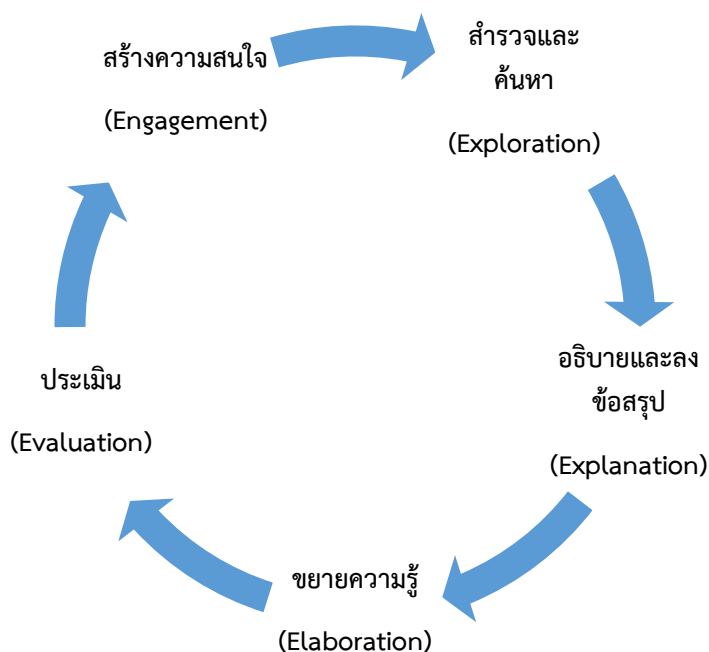 สร้างความสนใจ
(Engagement)
สำรวจและ
ค้นหา
(Exploration)
อธิบายและลง
ข้อสรุป
(Explanation)
ขยายความรู้
(Elaboration)
ประเมิน
(Evaluation)